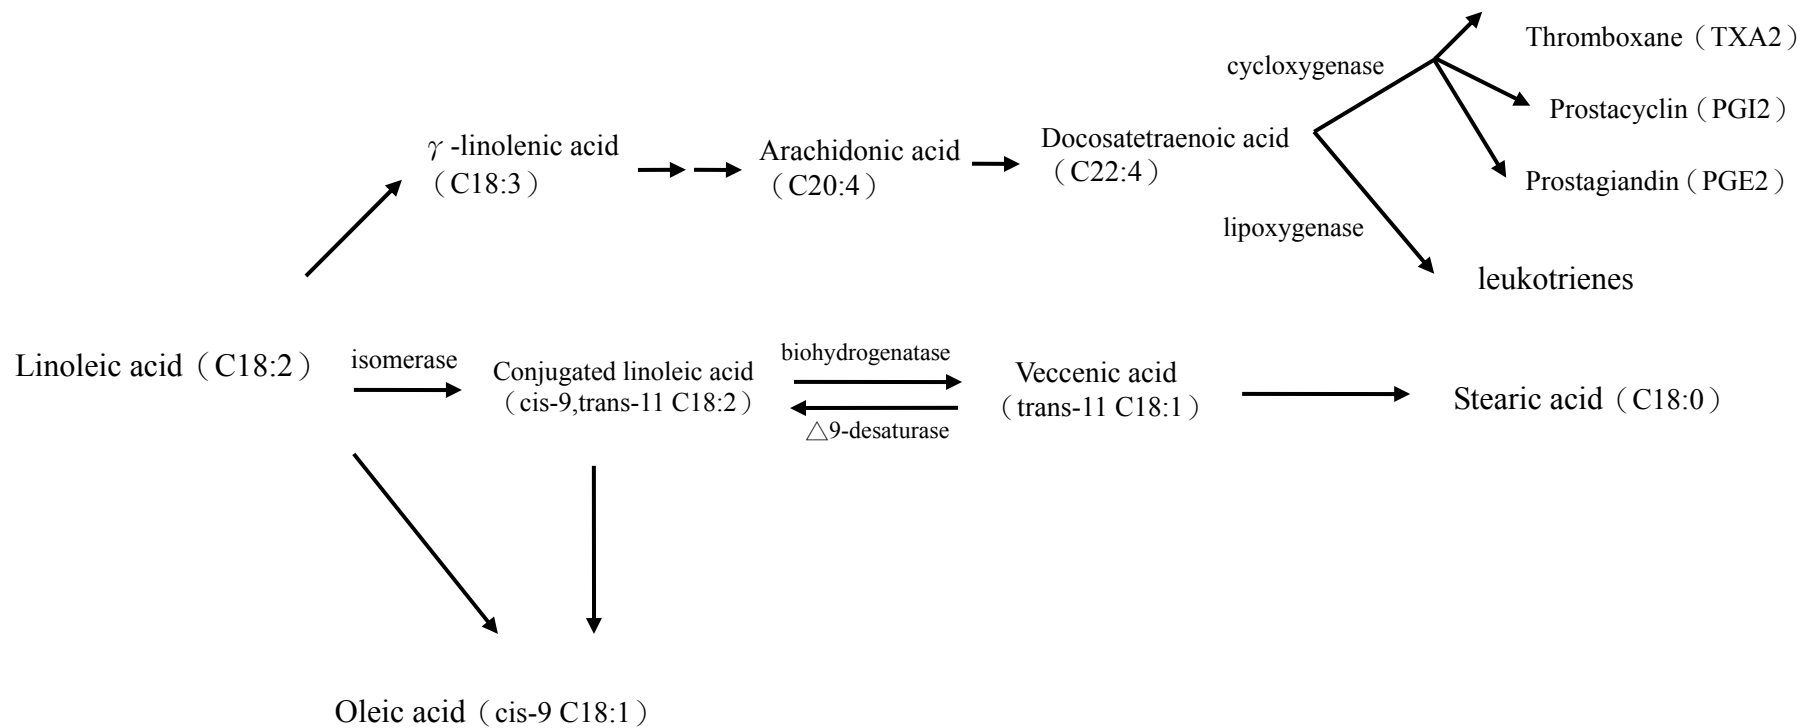 Thromboxane（TXA2）
cycloxygenase
Prostacyclin（PGI2）
γ -linolenic acid
（C18:3）
Arachidonic acid
（C20:4）
Docosatetraenoic acid
（C22:4）
Prostagiandin（PGE2）
lipoxygenase
leukotrienes
Linoleic acid（C18:2）
isomerase
Conjugated linoleic acid
（cis-9,trans-11 C18:2）
biohydrogenatase
△9-desaturase
Veccenic acid
（trans-11 C18:1）
Stearic acid（C18:0）
Oleic acid（cis-9 C18:1）